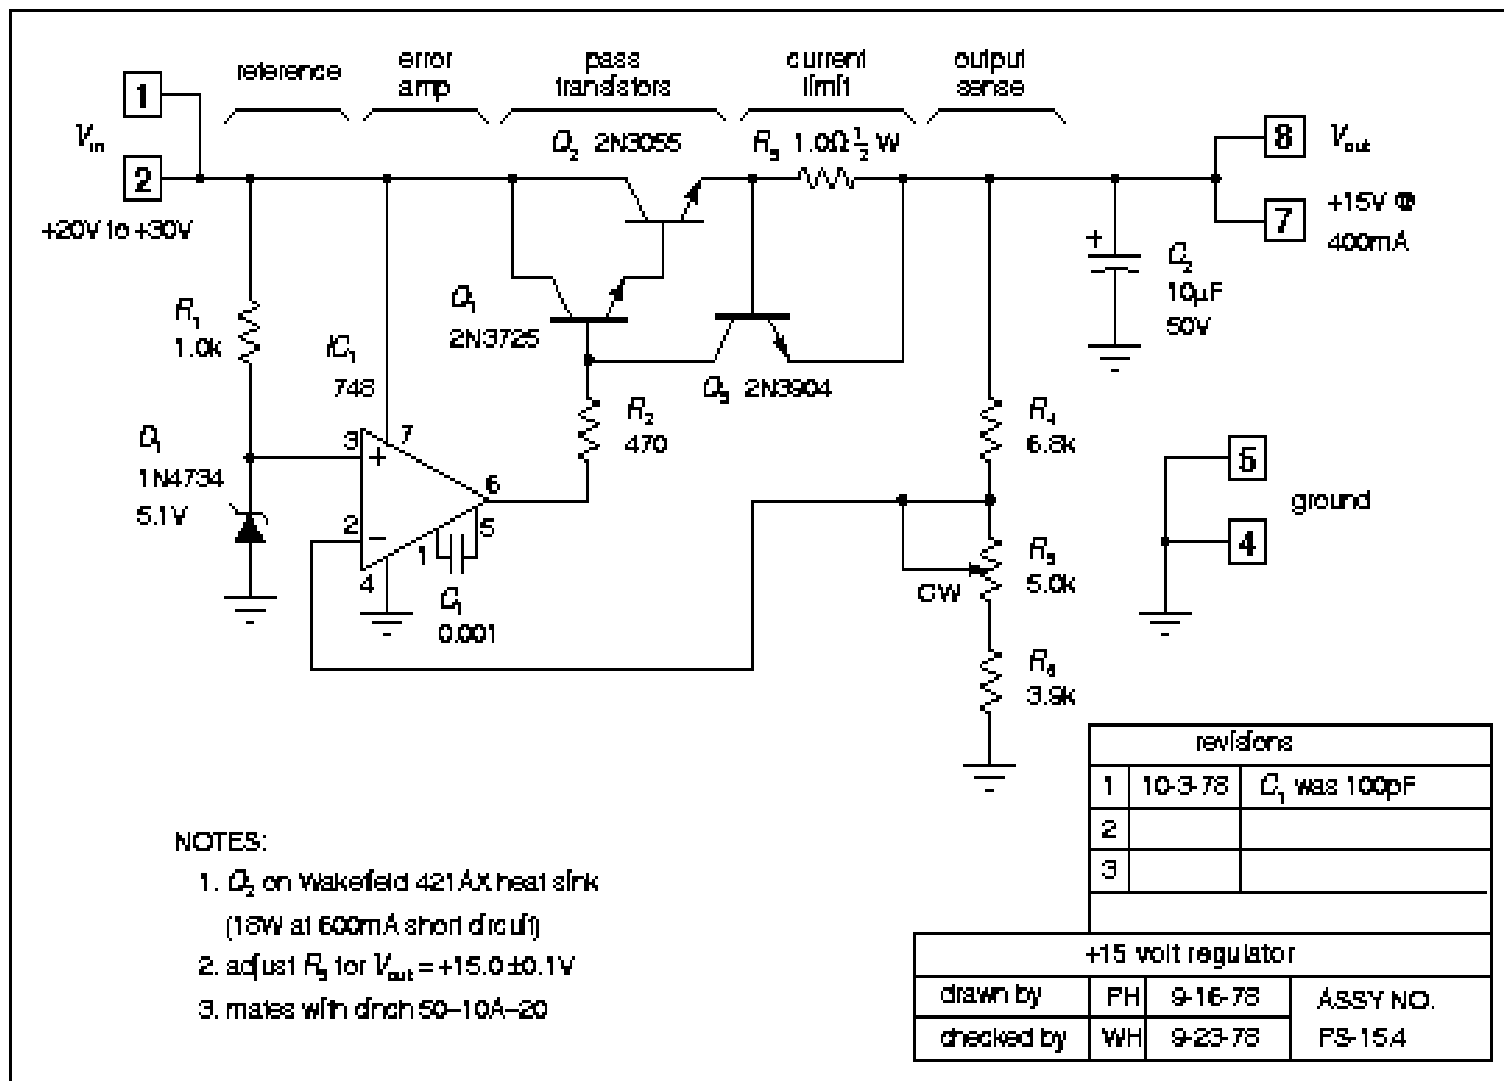 reference
error amp
pass transistors
current limit
output sense
1
2
V in
+20V to +30V
Q2 2N3055
R3 1.0Ω ½ W
8
7
V out
+15V @
400mA
R1
1.0k
IC1
748
Q1
2N3725
Q3 2N3904
C2
10μF
50V
R2
470
R4
6.8k
D1
1N4734
5.1V
3
+
7
6
2
−
5
1
4
C1
0.001
CW
R5
5.0k
R6
3.9k
5
4
ground
NOTES:
1. Q2 on Wakefield 421AX heat sink
(18W at 600mA short circuit)
2. adjust R5 for Vout = +15.0±0.1V
3. mates with cinch 50–10A–20
revisions
1 10-3-78 C1 was 100pF
2
3
+15 volt regulator
drawn by PH 9-16-78
checked by WH 9-23-78
ASSY NO.
PS-15.4